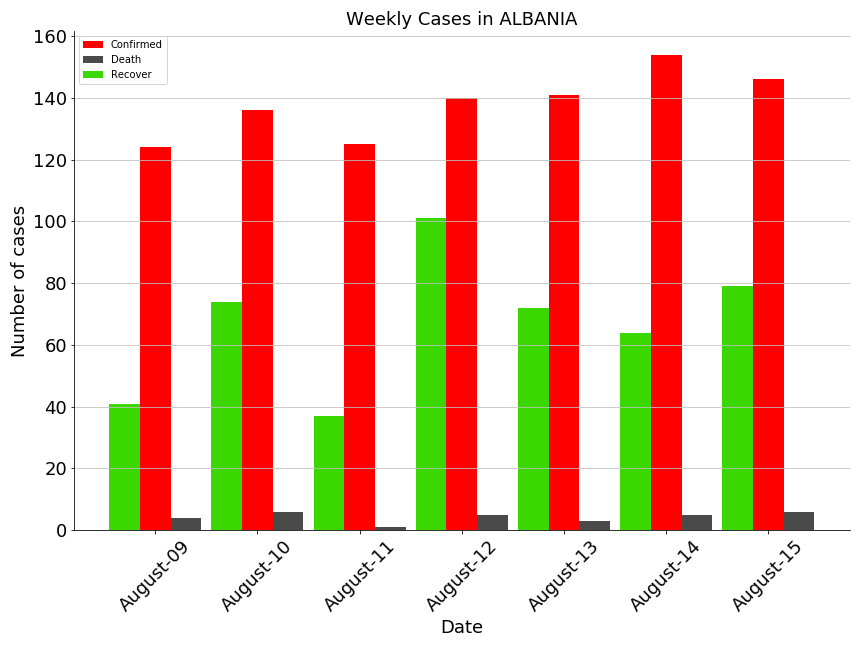 Weekly Cases in ALBANIA
Confirmed
Death
Recover
Number of cases
160
140
120
100
80
60
40
20
0
August-09
August-10
August-11
August-12
August-13
August-14
August-15
Date